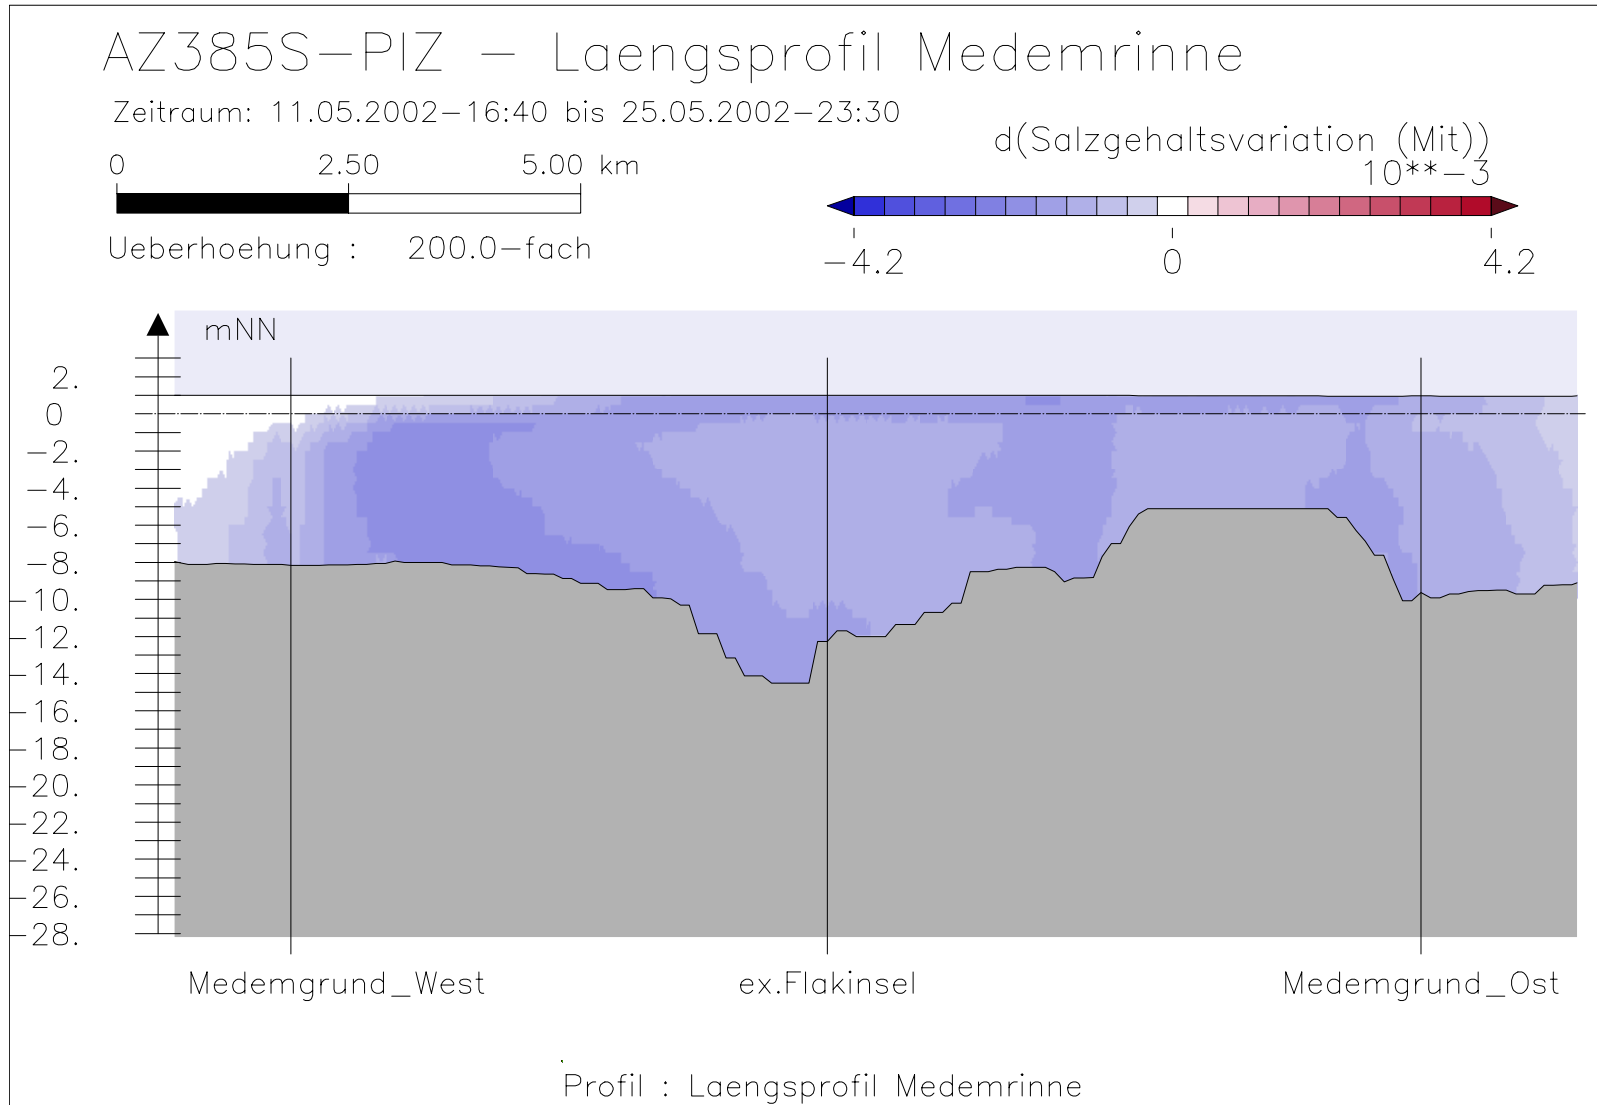 AZ385S-PIZ - Laengsprofil Medemrinne
Zeitraum: 11.05.2002-16:40 bis 25.05.2002-23:30
d(Salzgehaltsvariation (Mit))
10**-3
0 2.50 5.00 km
Ueberhoehung : 200.0-fach
-4.2 0 4.2
mNN
2.
0
-2.
-4.
-6.
-8.
-10.
-12.
-14.
-16.
-18.
-20.
-22.
-24.
-26.
-28.
Medemgrund_West ex.Flakinsel Medemgrund_Ost
Profil : Laengsprofil Medemrinne